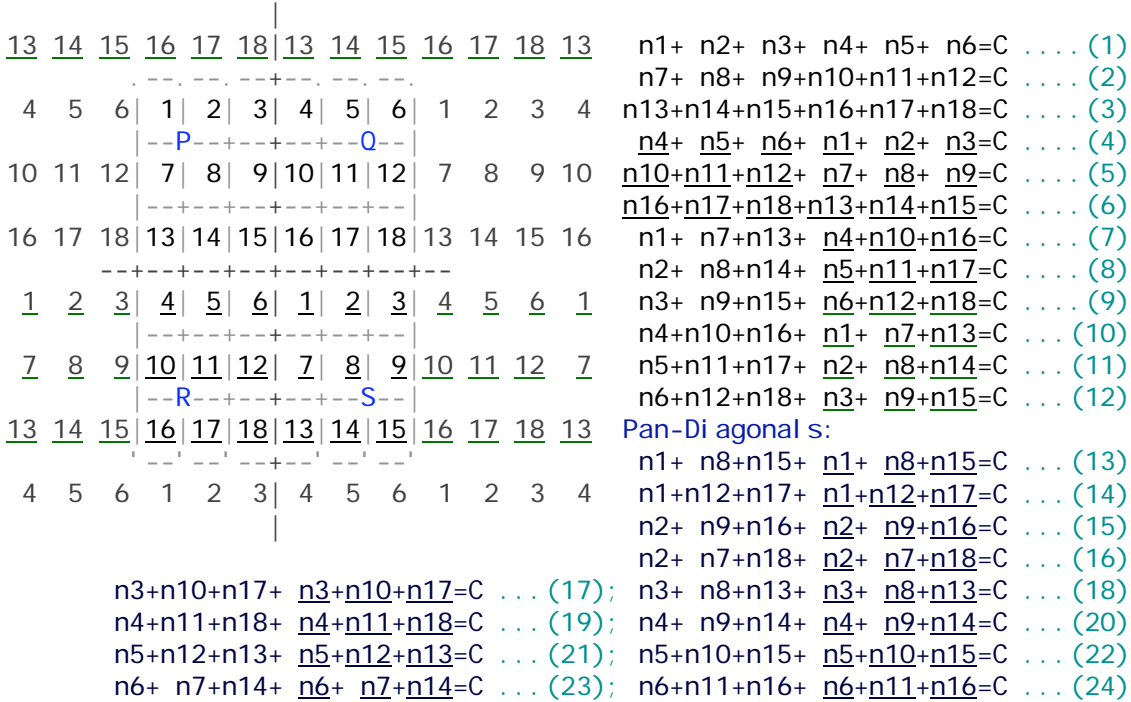 |
13 14 15 16 17 18|13 14 15 16 17 18 13 n1+ n2+ n3+ n4+ n5+ n6=C ....(1)
.--.--.--+--.--.--. n7+ n8+ n9+n10+n11+n12=C ....(2)
4 5 6| 1| 2| 3| 4| 5| 6| 1 2 3 4 n13+n14+n15+n16+n17+n18=C ....(3)
|--P--+--+--+--Q--| n4+ n5+ n6+ n1+ n2+ n3=C ....(4)
10 11 12| 7| 8| 9|10|11|12| 7 8 9 10 n10+n11+n12+ n7+ n8+ n9=C ....(5)
|--+--+--+--+--+--| n16+n17+n18+n13+n14+n15=C ....(6)
16 17 18|13|14|15|16|17|18|13 14 15 16 n1+ n7+n13+ n4+n10+n16=C ....(7)
--+--+--+--+--+--+--+-- n2+ n8+n14+ n5+n11+n17=C ....(8)
1 2 3| 4| 5| 6| 1| 2| 3| 4 5 6 1 n3+ n9+n15+ n6+n12+n18=C ....(9)
|--+--+--+--+--+--| n4+n10+n16+ n1+ n7+n13=C ...(10)
7 8 9|10|11|12| 7| 8| 9|10 11 12 7 n5+n11+n17+ n2+ n8+n14=C ...(11)
|--R--+--+--+--S--| n6+n12+n18+ n3+ n9+n15=C ...(12)
13 14 15|16|17|18|13|14|15|16 17 18 13 Pan-Diagonals:
'--'--'--+--'--'--' n1+ n8+n15+ n1+ n8+n15=C ...(13)
4 5 6 1 2 3| 4 5 6 1 2 3 4 n1+n12+n17+ n1+n12+n17=C ...(14)
| n2+ n9+n16+ n2+ n9+n16=C ...(15)
n2+ n7+n18+ n2+ n7+n18=C ...(16)
n3+n10+n17+ n3+n10+n17=C ...(17); n3+ n8+n13+ n3+ n8+n13=C ...(18)
n4+n11+n18+ n4+n11+n18=C ...(19); n4+ n9+n14+ n4+ n9+n14=C ...(20)
n5+n12+n13+ n5+n12+n13=C ...(21); n5+n10+n15+ n5+n10+n15=C ...(22)
n6+ n7+n14+ n6+ n7+n14=C ...(23); n6+n11+n16+ n6+n11+n16=C ...(24)